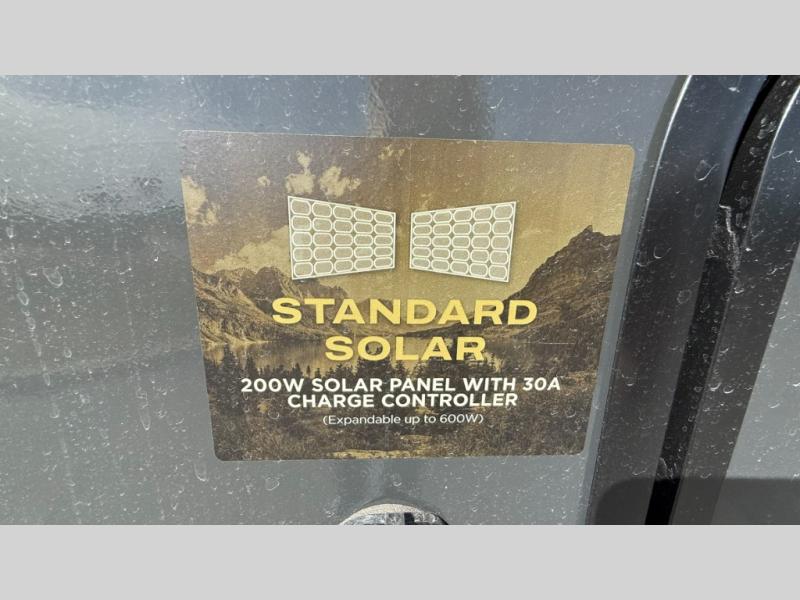 STANDARD
SOLAR
200W SOLAR PANEL WITH 30A
CHARGE CONTROLLER
(Expandable up to 600W)